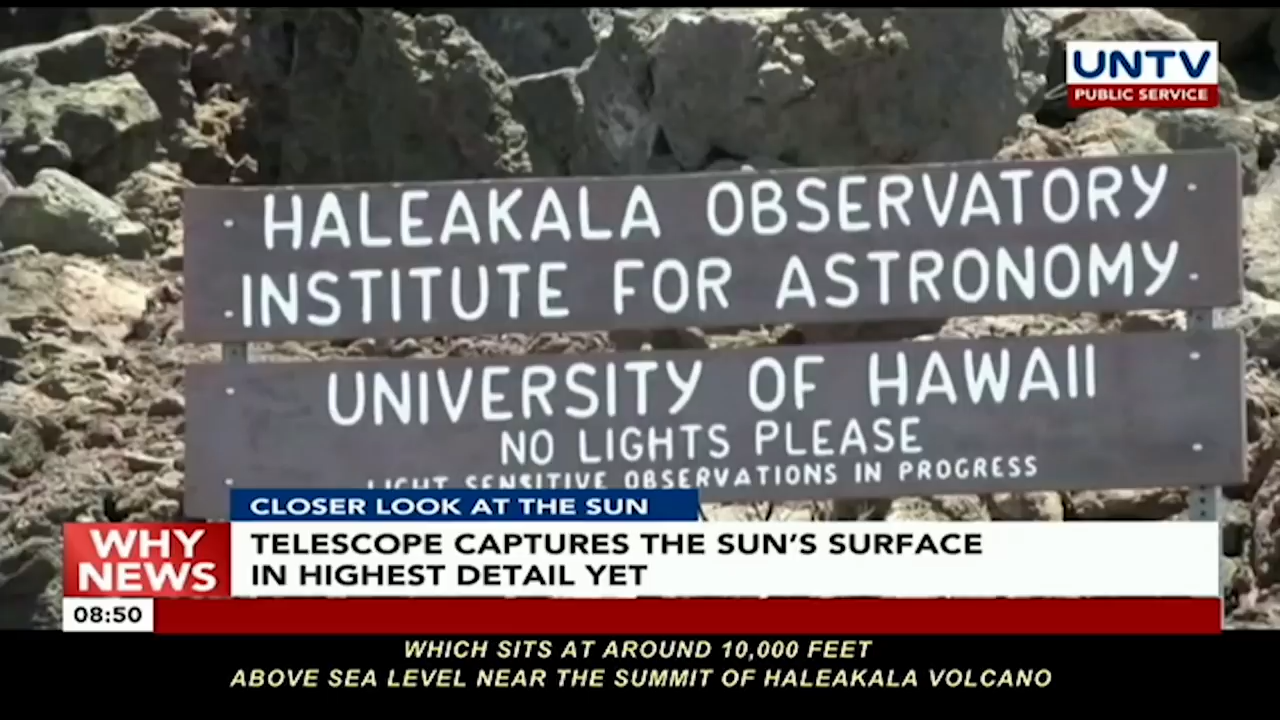 UNTV
PUBLIC SERVICE
HALEAKALA OBSERVATORY
INSTITUTE FOR ASTRONOMY
UNIVERSITY OF HAWAII
NO LIGHTS PLEASE
LIGHT SENSITIVE OBSERVATIONS IN PROGRESS
CLOSER LOOK AT THE SUN
WHY
NEWS
TELESCOPE CAPTURES THE SUN'S SURFACE
IN HIGHEST DETAIL YET
08:50
WHICH SITS AT AROUND 10,000 FEET
ABOVE SEA LEVEL NEAR THE SUMMIT OF HALEAKALA VOLCANO